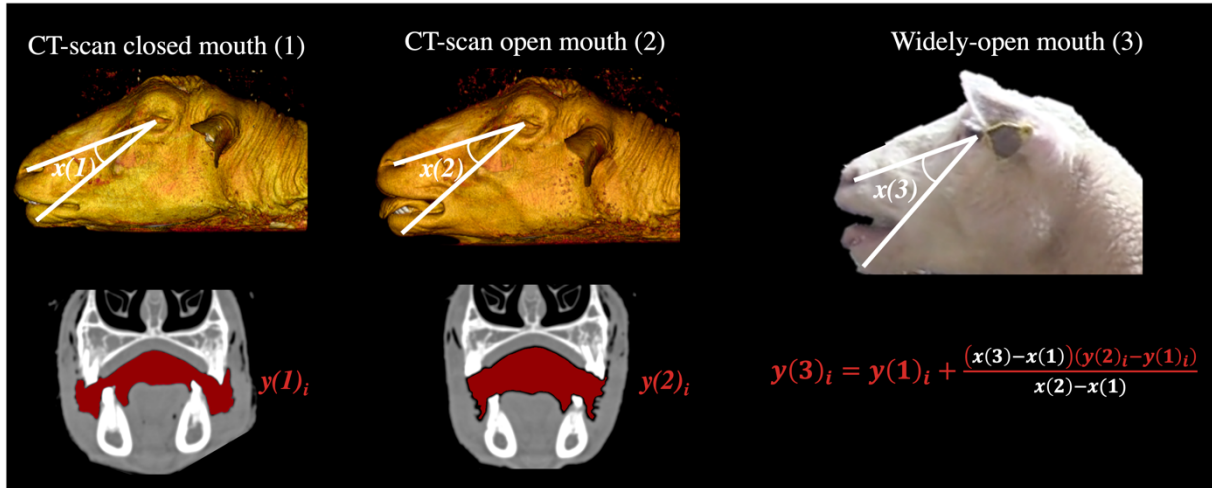 CT-scan closed mouth (1)
CT-scan open mouth (2)
Widely-open mouth (3)
x(1)
x(2)
x(3)
y(1)i
y(2)i
y(3)i = y(1)i + (x(3)−x(1))(y(2)i−y(1)i)
x(2)−x(1)